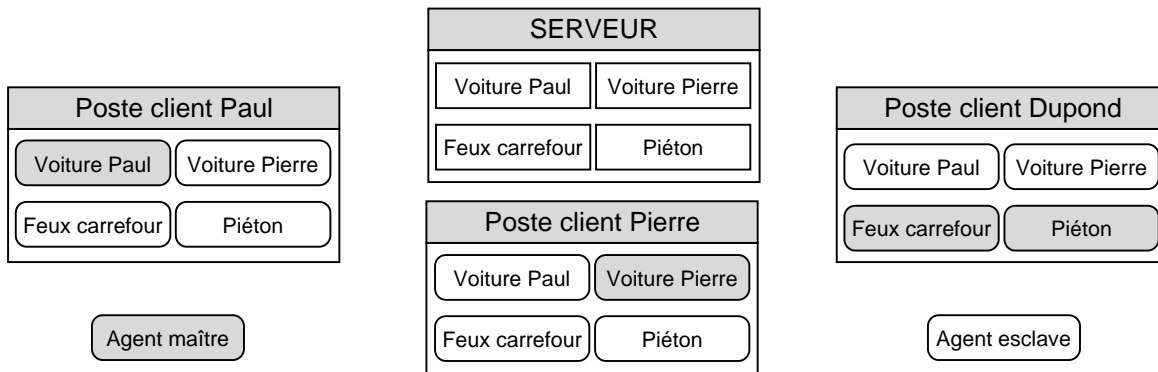 SERVEUR
Voiture Paul
Voiture Pierre
Feux carrefour
Piéton
Poste client Paul
Voiture Paul
Voiture Pierre
Feux carrefour
Piéton
Poste client Pierre
Voiture Paul
Voiture Pierre
Feux carrefour
Piéton
Poste client Dupond
Voiture Paul
Voiture Pierre
Feux carrefour
Piéton
Agent maître
Agent esclave